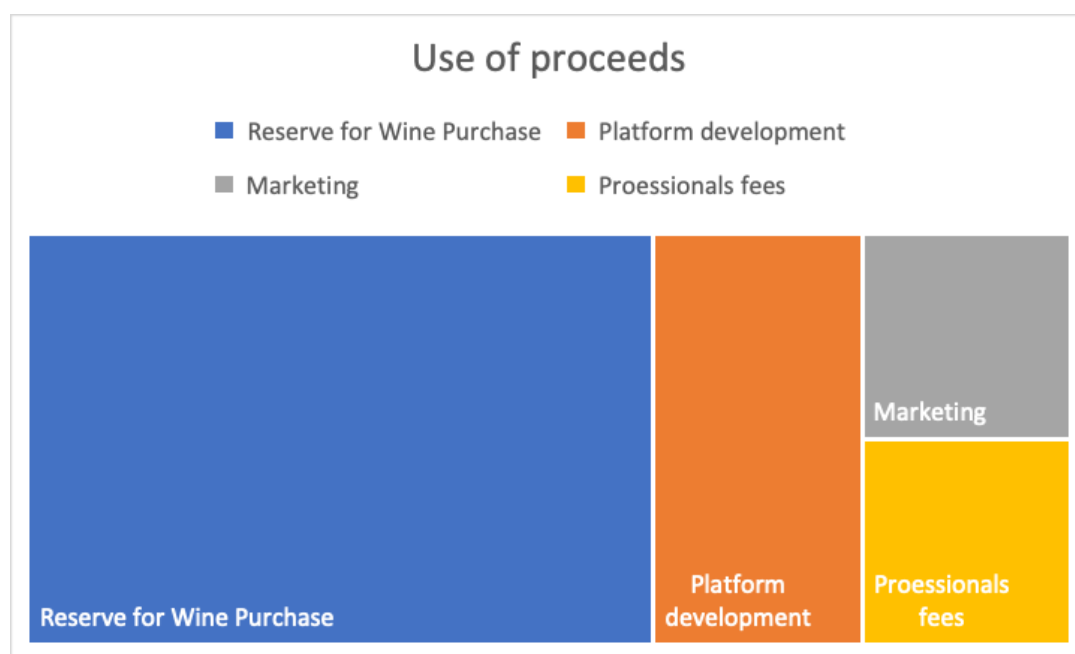 Use of proceeds
Reserve for Wine Purchase
Platform development
Marketing
Proessionals fees
Marketing
Reserve for Wine Purchase
Platform
development
Proessionals
fees